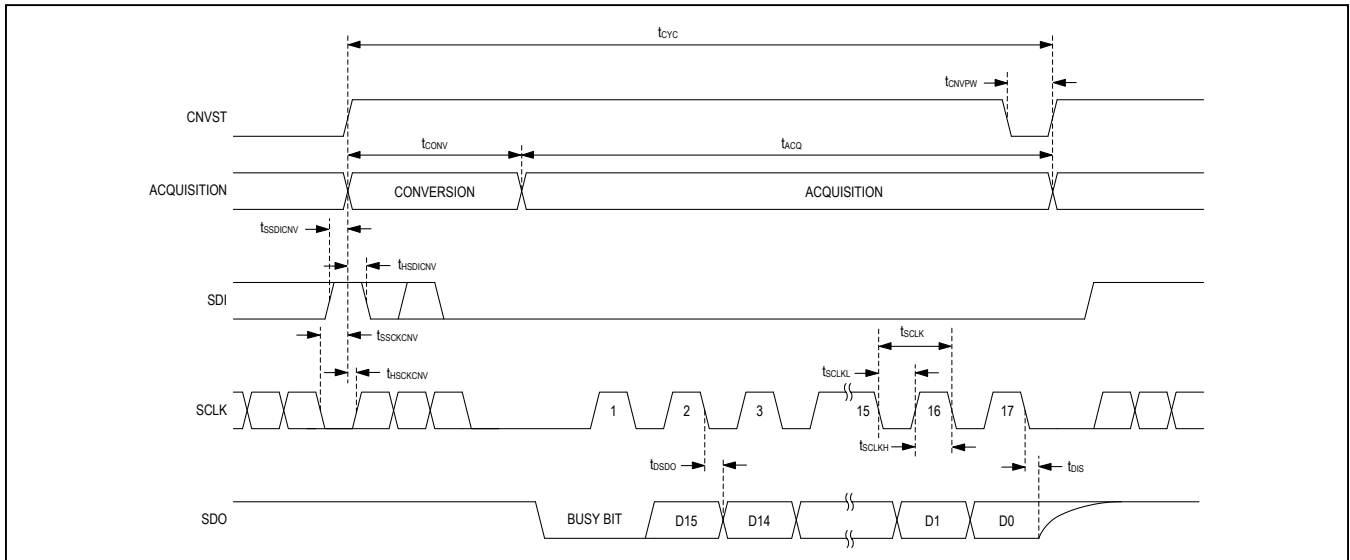 tCYC
tCNVPW
CNVST
tCONV
tACQ
ACQUISITION
CONVERSION
ACQUISITION
tSSDICNV
tHSDICNV
SDI
tSSCKCNV
tSCLK
tHSCKCNV
tSCLKL
SCLK
1
2
3
15
16
17
tSCLKH
tDSDO
tDIS
SDO
BUSY BIT
D15
D14
D1
D0